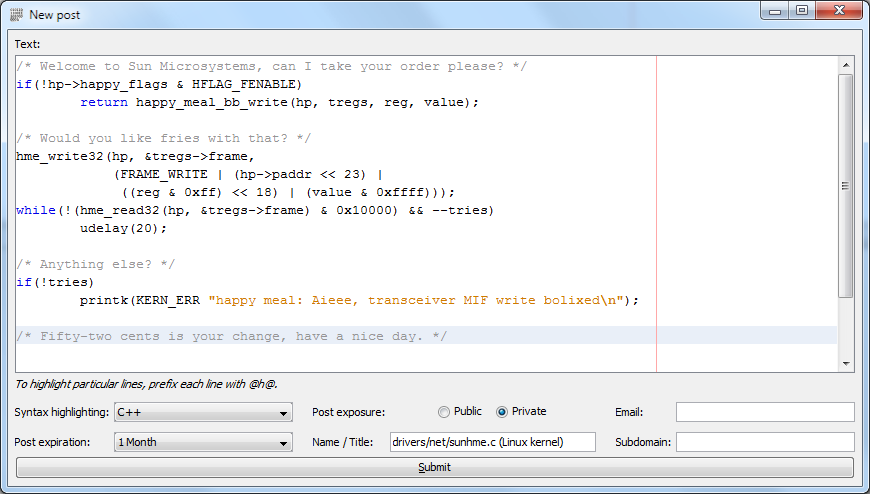 New post
Text:
/* Welcome to Sun Microsystems, can I take your order please? */
if(!hp->happy_flags & HFLAG_FENABLE)
        return happy_meal_bb_write(hp, tregs, reg, value);
/* Would you like fries with that? */
hme_write32(hp, &tregs->frame,
            (FRAME_WRITE | (hp->paddr << 23) |
             ((reg & 0xff) << 18) | (value & 0xffff)));
while(!(hme_read32(hp, &tregs->frame) & 0x10000) && --tries)
        udelay(20);
/* Anything else? */
if(!tries)
        printk(KERN_ERR "happy meal: Aieee, transceiver MIF write bolixed\n");
/* Fifty-two cents is your change, have a nice day. */
To highlight particular lines, prefix each line with @h@.
Syntax highlighting: C++ Post exposure: Public Private Email:
Post expiration: 1 Month Name / Title: drivers/net/sunhme.c (Linux kernel) Subdomain:
Submit